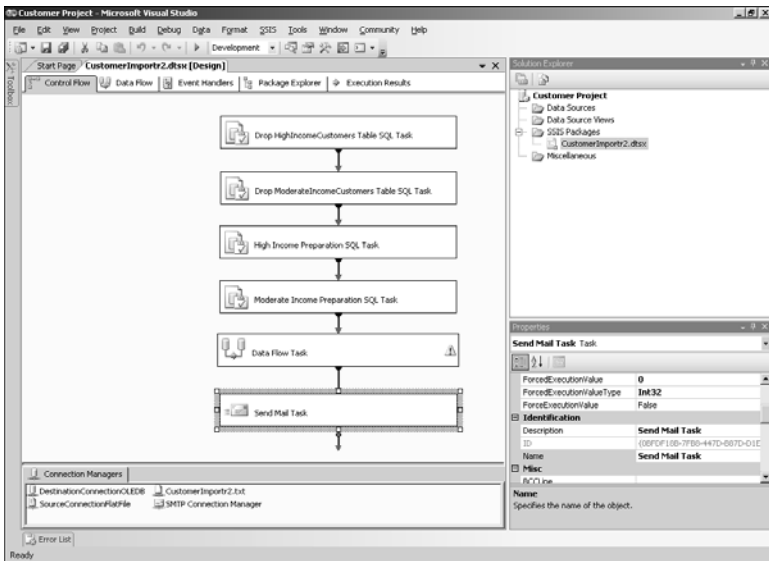 Customer Project - Microsoft Visual Studio
File Edit View Project Build Debug Data Format SSIS Tools Window Community Help
Development
Toolbox
Start Page CustomerImportr2.dtsx [Design]
Control Flow Data Flow Event Handlers Package Explorer Execution Results
Drop HighIncomeCustomers Table SQL Task
Drop ModerateIncomeCustomers Table SQL Task
High Income Preparation SQL Task
Moderate Income Preparation SQL Task
Data Flow Task
Send Mail Task
Connection Managers
DestinationConnectionOLEDB CustomerImportr2.txt
SourceConnectionFlatFile SMTP Connection Manager
Error List
Ready
Solution Explorer
Customer Project
Data Sources
Data Source Views
SSIS Packages
CustomerImportr2.dtsx
Miscellaneous
Properties
Send Mail Task Task
ForcedExecutionValue 0
ForcedExecutionValueType Int32
ForceExecutionValue False
Identification
Description Send Mail Task
ID
Name Send Mail Task
Misc
BCCLine
Name
Specifies the name of the object.